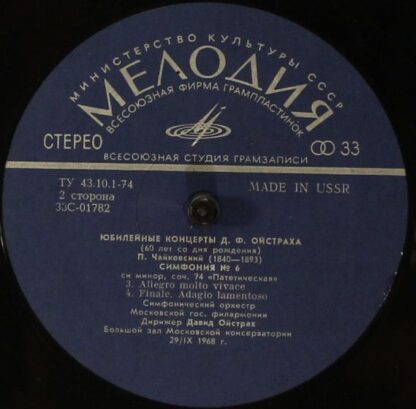 МИНИСТЕРСТВО КУЛЬТУРЫ СССР
МЕЛОДИЯ
ВСЕСОЮЗНАЯ ФИРМА ГРАМПЛАСТИНОК
СТЕРЕО
33
ВСЕСОЮЗНАЯ СТУДИЯ ГРАМЗАПИСИ
ТУ 43.10.1-74
MADE IN USSR
2 сторона
33С-01782
ЮБИЛЕЙНЫЕ КОНЦЕРТЫ Д. Ф. ОЙСТРАХА
(60 лет со дня рождения)
П. Чайковский (1840—1893)
СИМФОНИЯ № 6
си минор, соч. 74 «Патетическая»
3. Allegro molto vivace
4. Finale. Adagio lamentoso
Симфонический оркестр
Московской гос. филармонии
Дирижер Давид Ойстрах
Большой зал Московской консерватории
29/IX 1968 г.